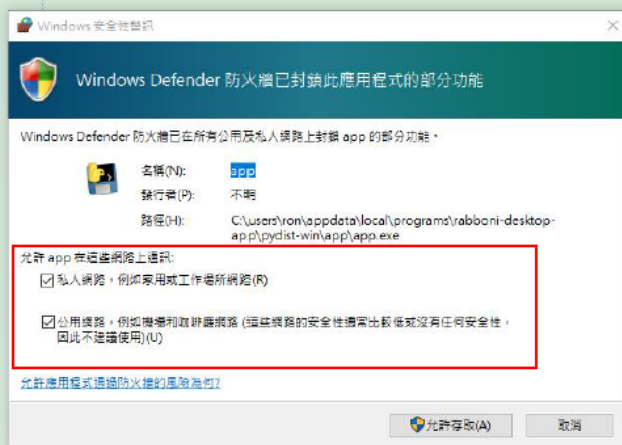 Windows 安全性警訊
Windows Defender 防火牆已封鎖此應用程式的部分功能
Windows Defender 防火牆已在所有公用及私人網路上封鎖 app 的部分功能。
名稱(N): app
發行者(P): 不明
路徑(H): C:\users\ron\appdata\local\programs\rabboni-desktop-
app\pydist-win\app\app.exe
允許 app 在這些網路上通訊:
私人網路，例如家用或工作場所網路(R)
公用網路，例如機場和咖啡廳網路 (這些網路的安全性通常比較低或沒有任何安全性，
因此不建議使用)(U)
允許應用程式通過防火牆的風險為何?
允許存取(A)
取消